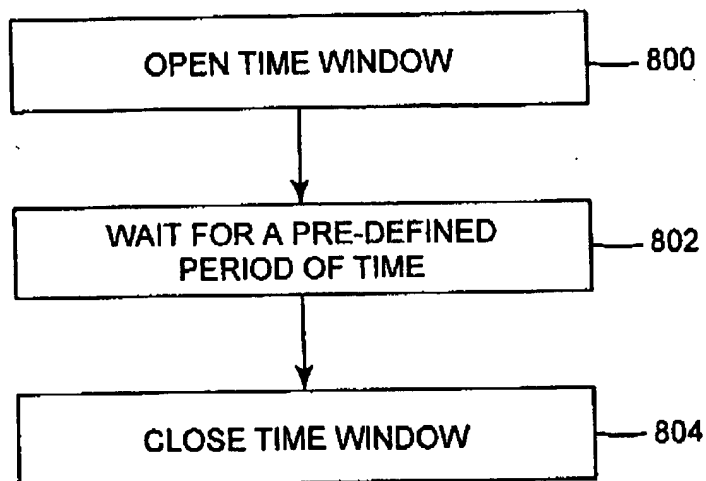 OPEN TIME WINDOW
800
WAIT FOR A PRE-DEFINED
PERIOD OF TIME
802
CLOSE TIME WINDOW
804